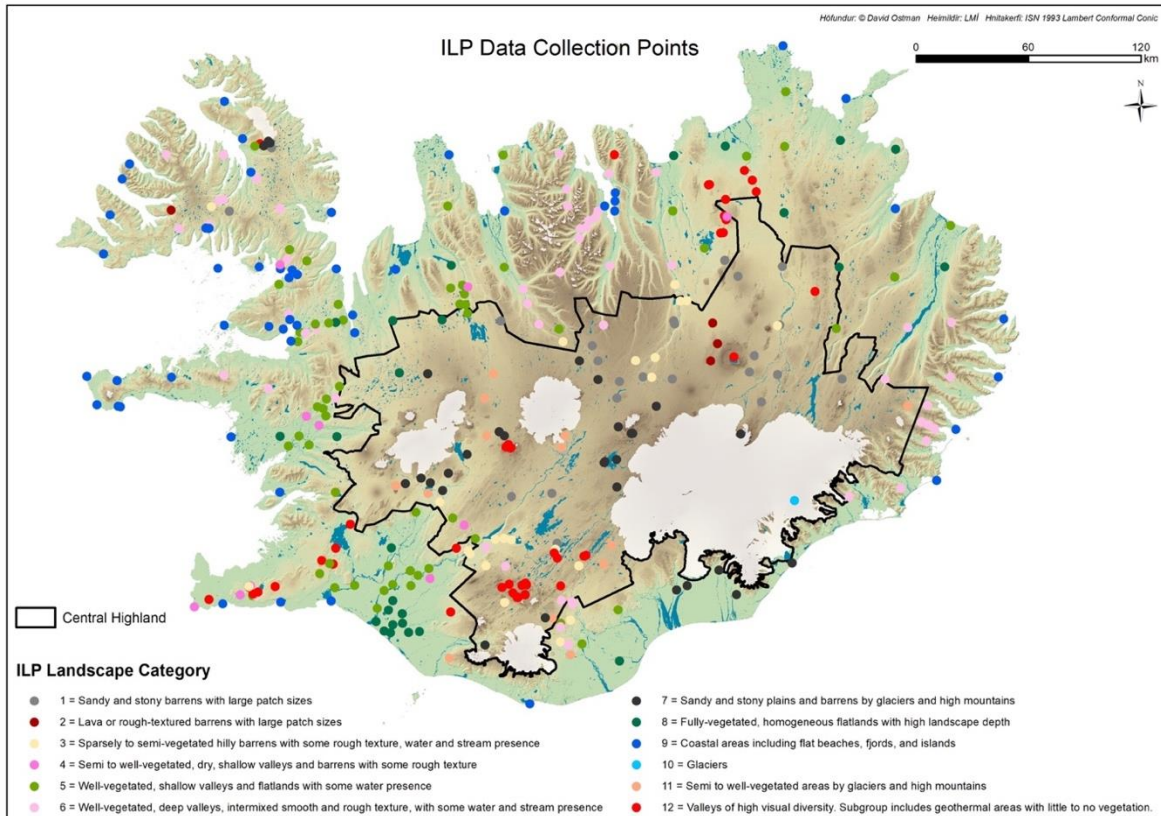 Höfundur: © David Ostman   Heimildir: LMÍ   Hnitakerfi: ISN 1993 Lambert Conformal Conic
ILP Data Collection Points
0 60 120
km
N
Central Highland
ILP Landscape Category
1 = Sandy and stony barrens with large patch sizes
2 = Lava or rough-textured barrens with large patch sizes
3 = Sparsely to semi-vegetated hilly barrens with some rough texture, water and stream presence
4 = Semi to well-vegetated, dry, shallow valleys and barrens with some rough texture
5 = Well-vegetated, shallow valleys and flatlands with some water presence
6 = Well-vegetated, deep valleys, intermixed smooth and rough texture, with some water and stream presence
7 = Sandy and stony plains and barrens by glaciers and high mountains
8 = Fully-vegetated, homogeneous flatlands with high landscape depth
9 = Coastal areas including flat beaches, fjords, and islands
10 = Glaciers
11 = Semi to well-vegetated areas by glaciers and high mountains
12 = Valleys of high visual diversity. Subgroup includes geothermal areas with little to no vegetation.